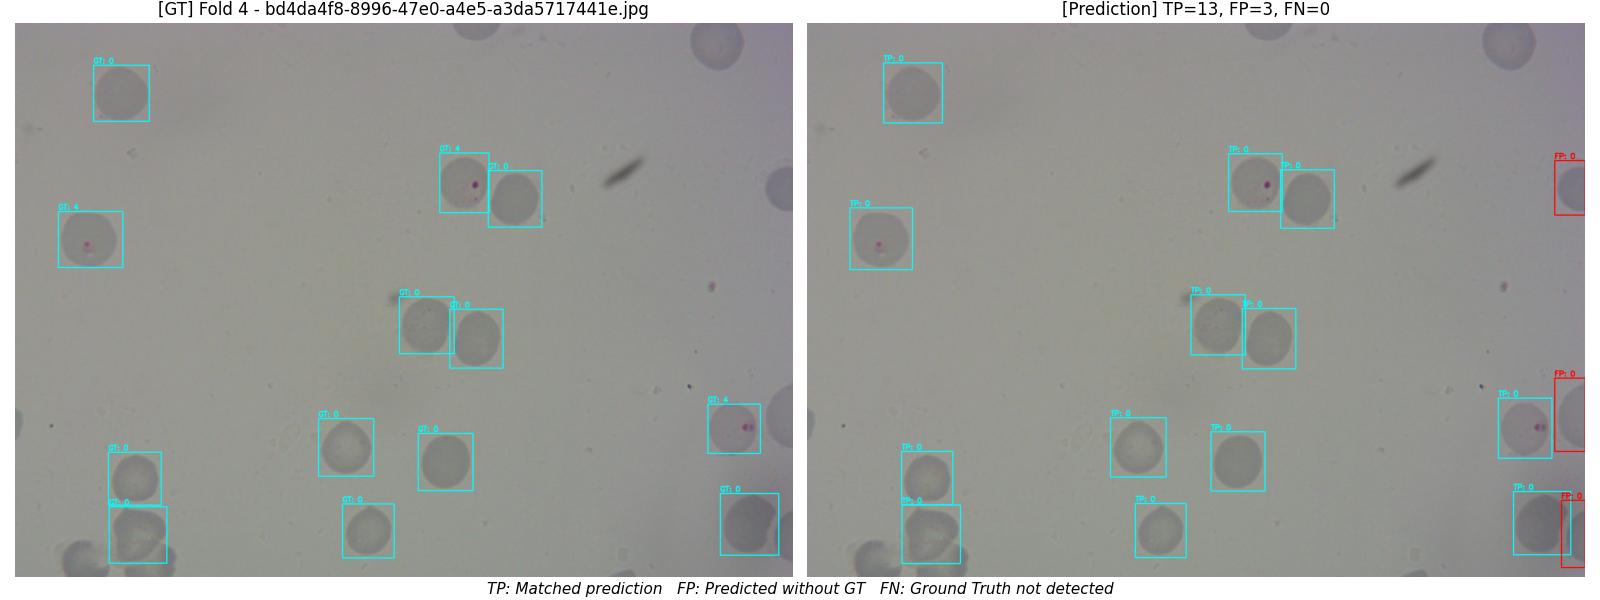 [GT] Fold 4 - bd4da4f8-8996-47e0-a4e5-a3da5717441e.jpg
[Prediction] TP=13, FP=3, FN=0
GT: 0
GT: 4
GT: 0
GT: 4
GT: 0
GT: 0
GT: 4
GT: 0
GT: 0
GT: 0
GT: 0
GT: 0
GT: 0
TP: 0
TP: 0
FP: 0
TP: 0
TP: 0
TP: 0
TP: 0
FP: 0
TP: 0
TP: 0
TP: 0
TP: 0
TP: 0
FP: 0
TP: 0
TP: 0
TP: Matched prediction FP: Predicted without GT FN: Ground Truth not detected